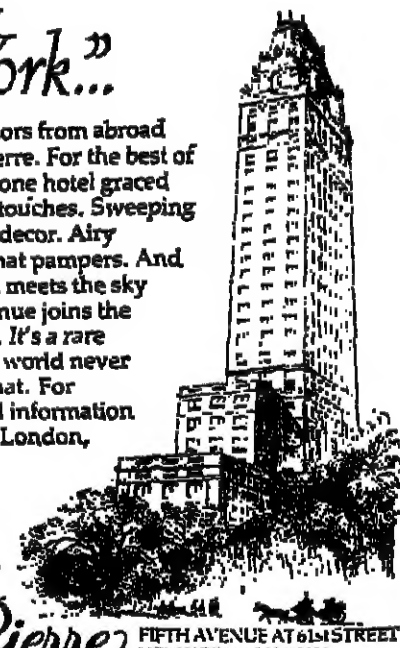 ork”...
ors from abroad
erre. For the best of
one hotel graced
touches. Sweeping
decor. Airy
hat pampers. And
meets the sky
nue joins the
It's a rare
world never
hat. For
l information
London,
Pierre
FIFTH AVENUE AT 61st STREET